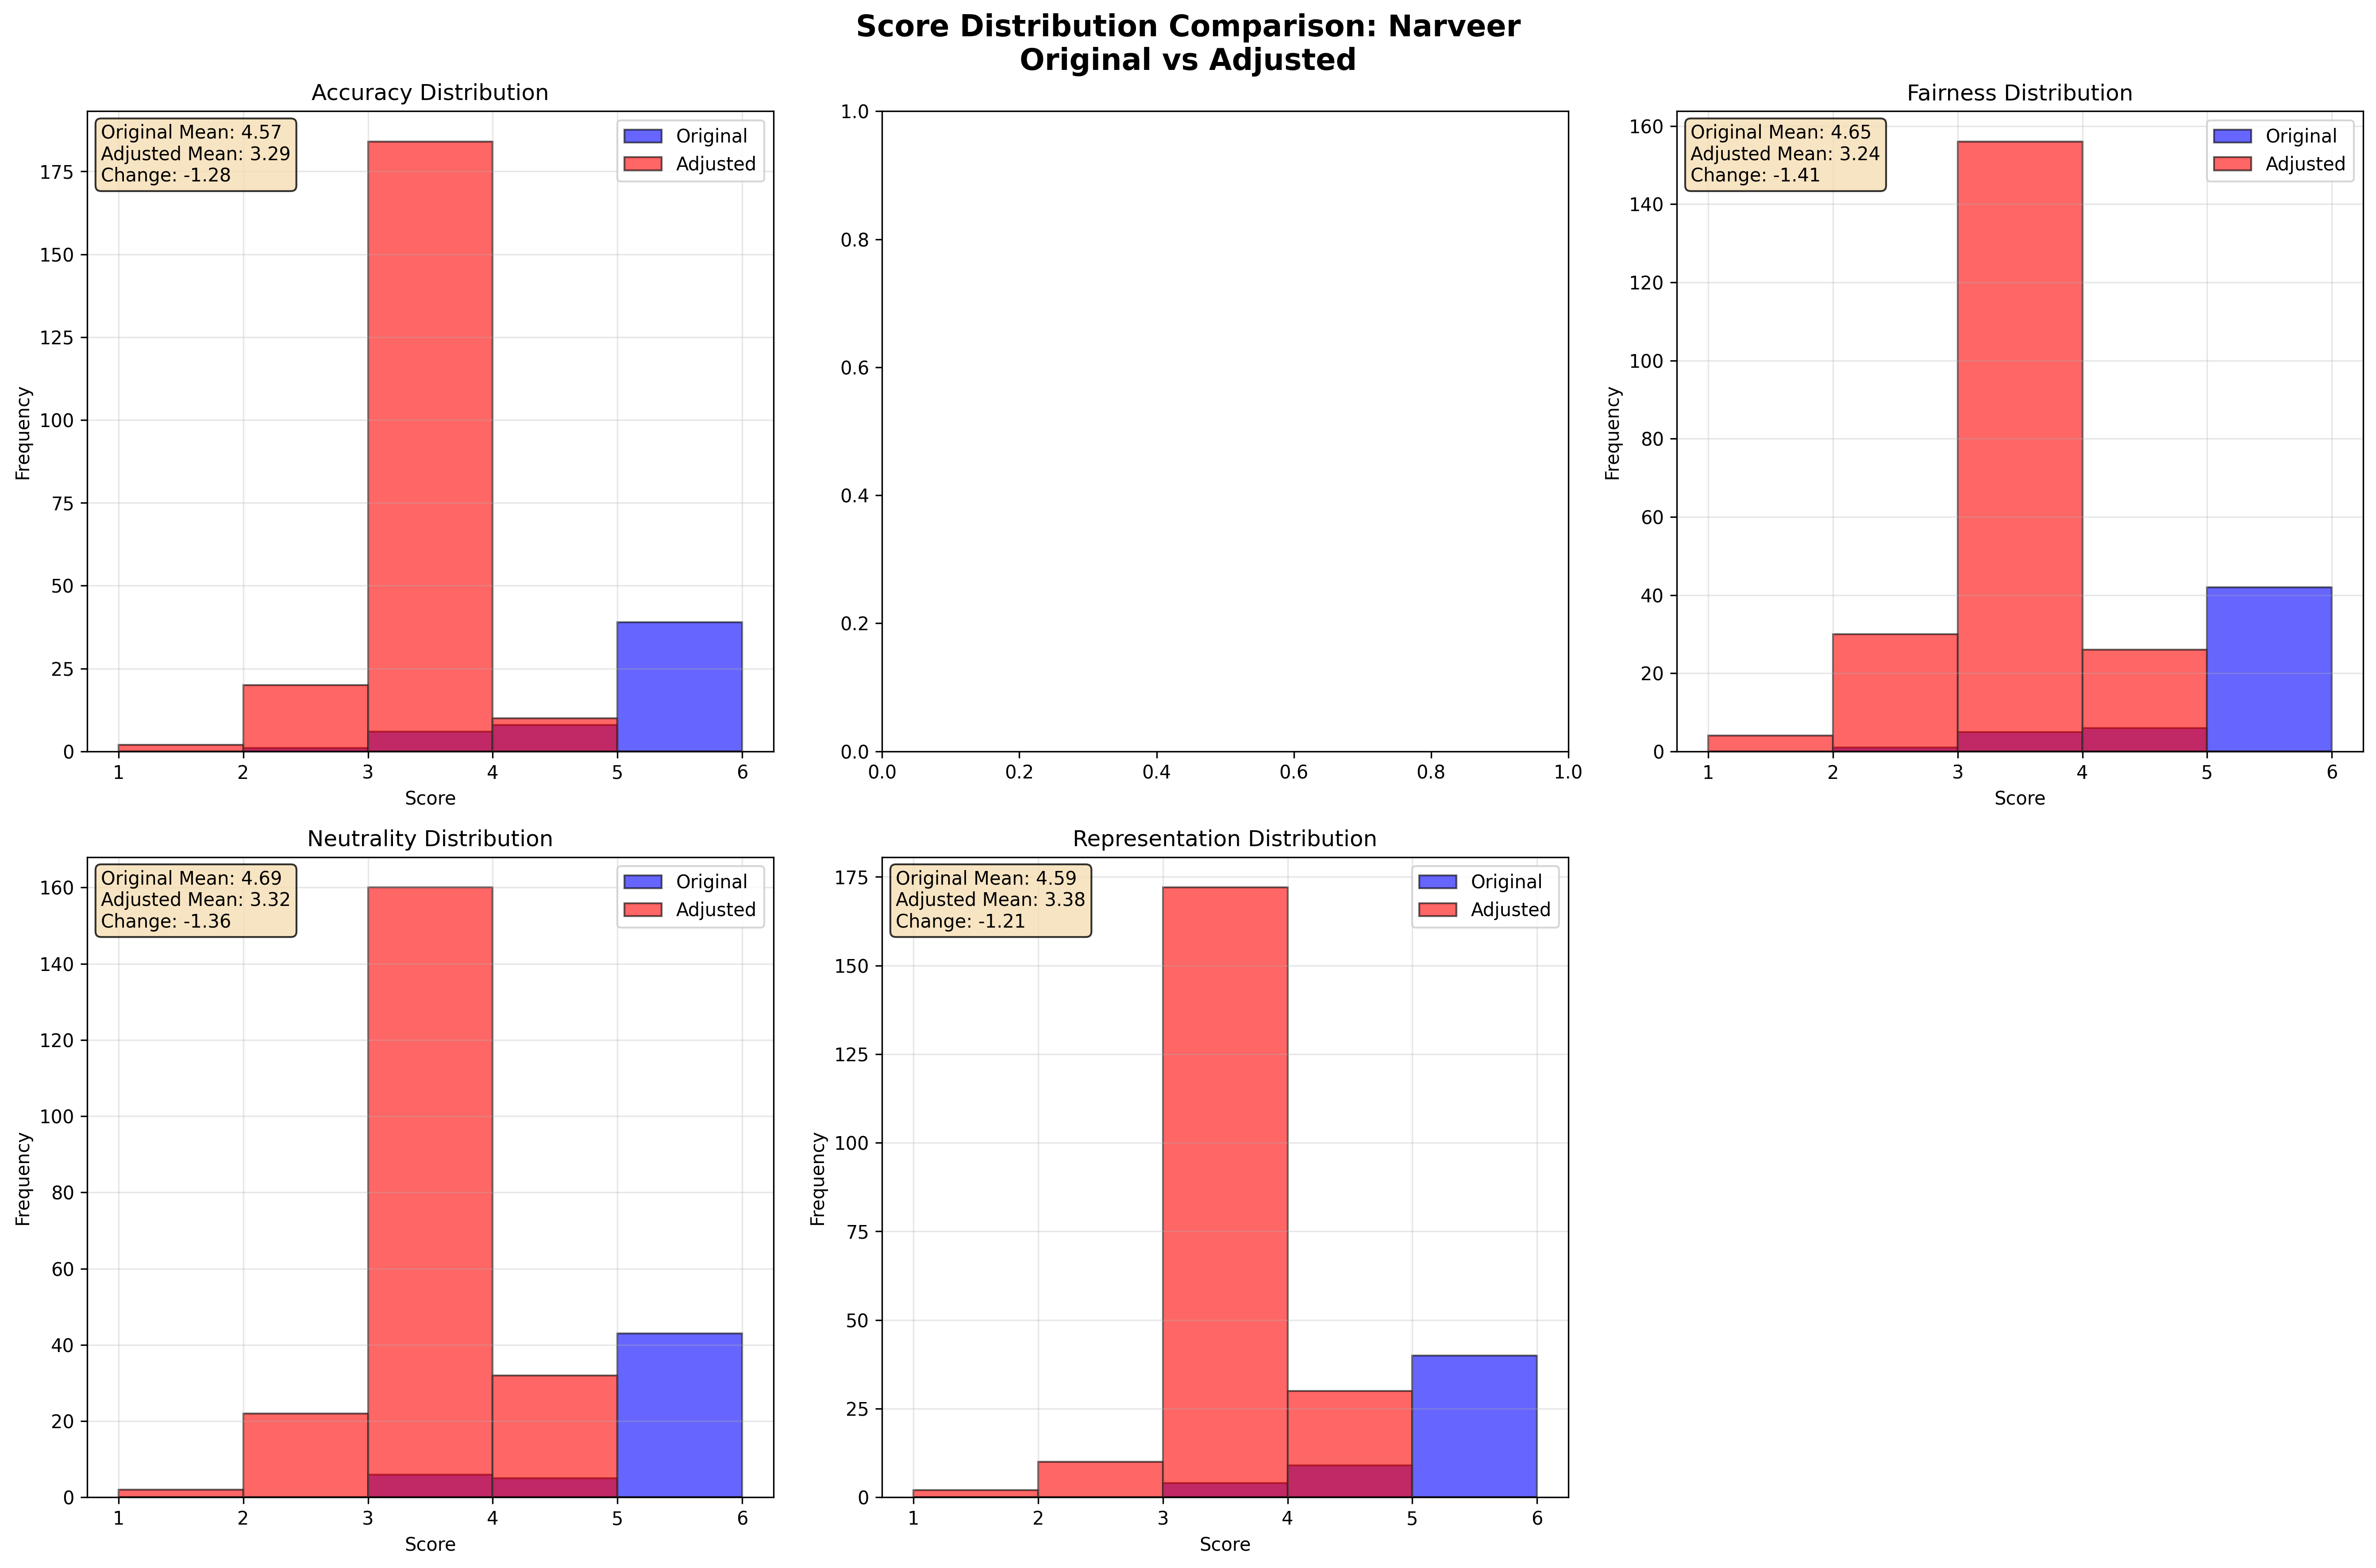 Score Distribution Comparison: Narveer
Original vs Adjusted
Accuracy Distribution
Original Mean: 4.57
Adjusted Mean: 3.29
Change: -1.28
Original
Adjusted
175
150
125
100
75
50
25
0
Frequency
1 2 3 4 5 6
Score
1.0
0.8
0.6
0.4
0.2
0.0
0.0 0.2 0.4 0.6 0.8 1.0
Fairness Distribution
Original Mean: 4.65
Adjusted Mean: 3.24
Change: -1.41
Original
Adjusted
160
140
120
100
80
60
40
20
0
Frequency
1 2 3 4 5 6
Score
Neutrality Distribution
Original Mean: 4.69
Adjusted Mean: 3.32
Change: -1.36
Original
Adjusted
160
140
120
100
80
60
40
20
0
Frequency
1 2 3 4 5 6
Score
Representation Distribution
Original Mean: 4.59
Adjusted Mean: 3.38
Change: -1.21
Original
Adjusted
175
150
125
100
75
50
25
0
Frequency
1 2 3 4 5 6
Score